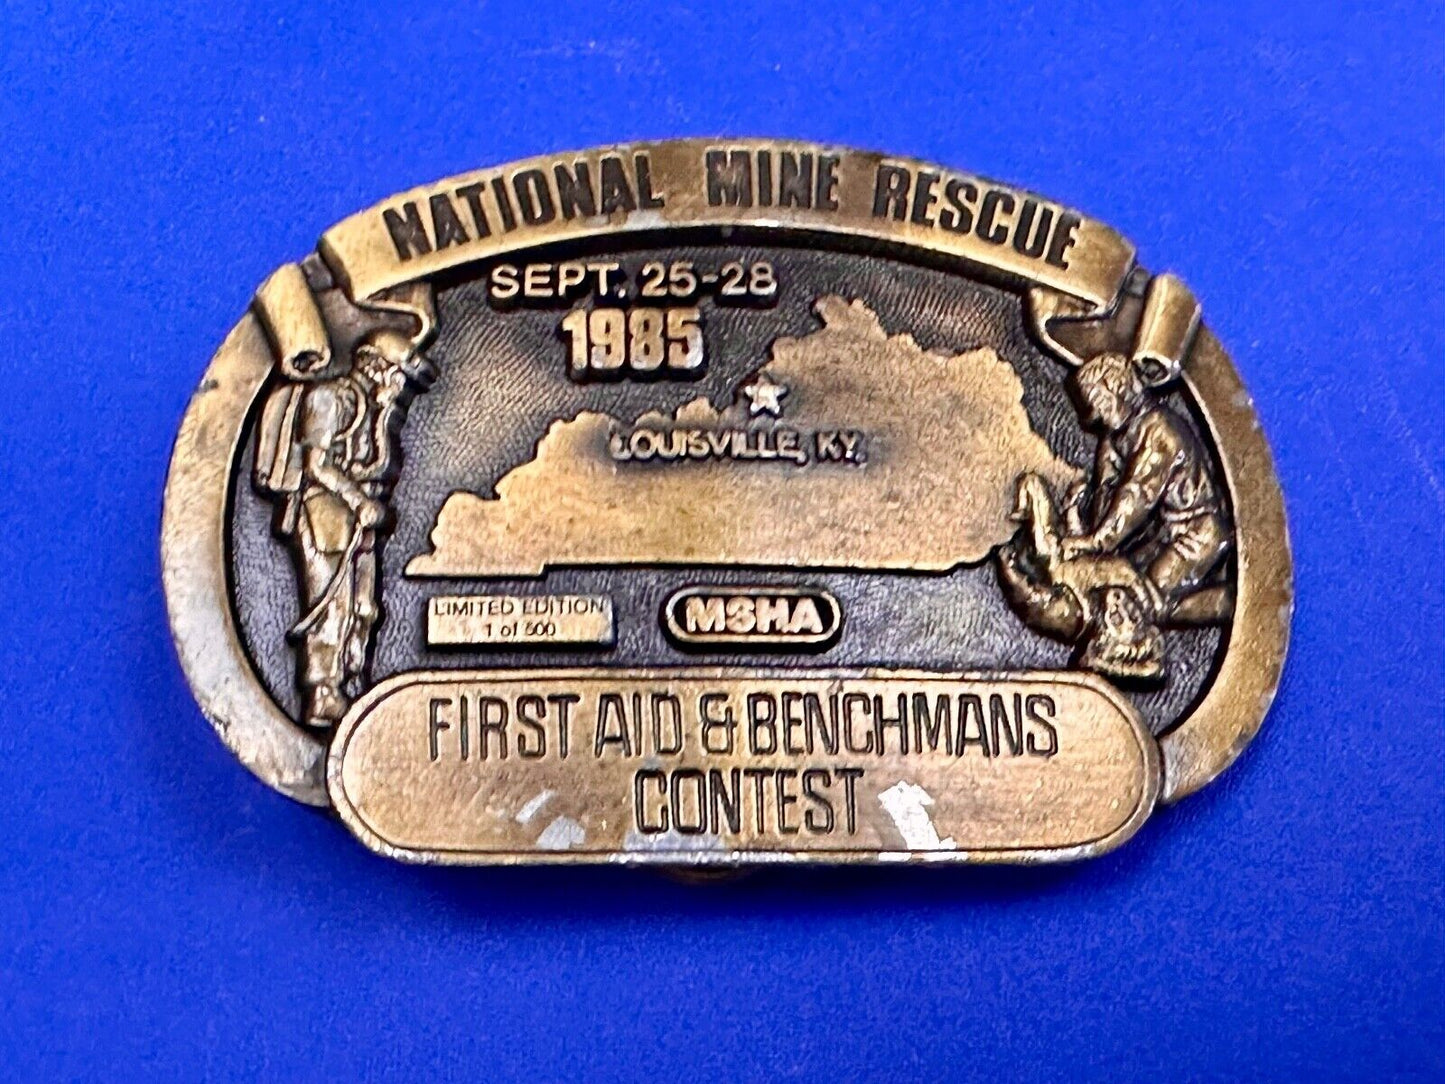 NATIONAL MINE RESCUE
SEPT. 25-28
1985
LOUISVILLE, KY.
LIMITED EDITION
1 of 500
MSHA
FIRST AID & BENCHMANS
CONTEST